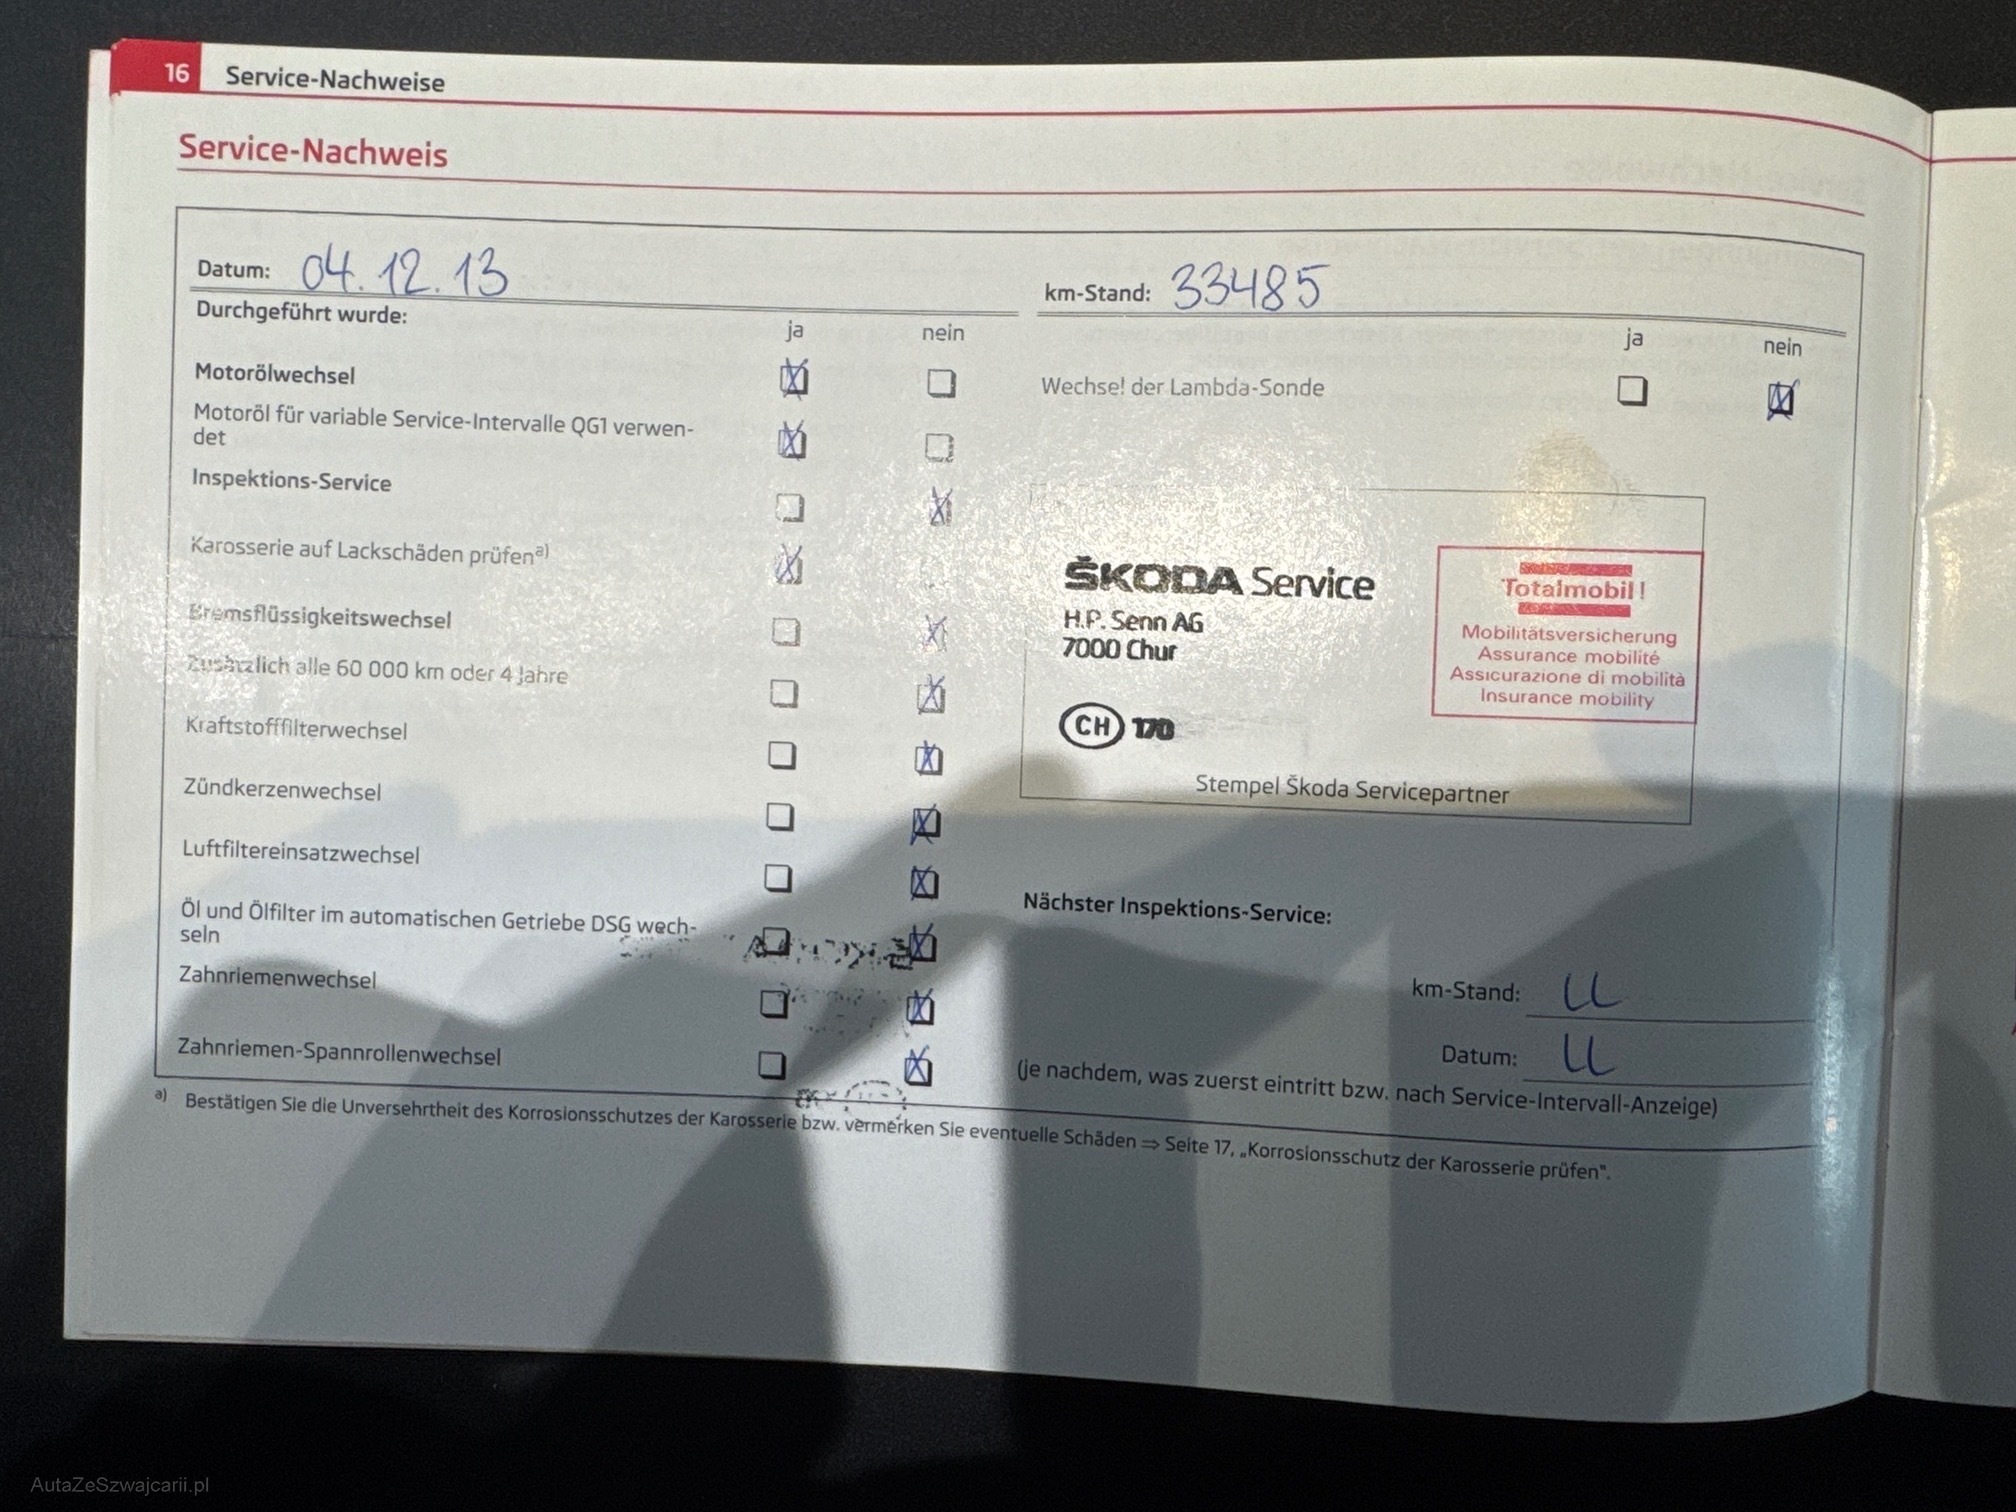 16 Service-Nachweise
Service-Nachweis
Datum: 04.12.13
km-Stand: 33485
Durchgeführt wurde:
ja nein
ja nein
Motorölwechsel
Wechsel der Lambda-Sonde
Motoröl für variable Service-Intervalle QG1 verwen-
det
Inspektions-Service
Karosserie auf Lackschäden prüfen a)
Bremsflüssigkeitswechsel
Zusätzlich alle 60 000 km oder 4 Jahre
Kraftstofffilterwechsel
Zündkerzenwechsel
Luftfiltereinsatzwechsel
Öl und Ölfilter im automatischen Getriebe DSG wech-
seln
Zahnriemenwechsel
Zahnriemen-Spannrollenwechsel
ŠKODA Service
H.P. Senn AG
7000 Chur
CH 170
Totalmobil!
Mobilitätsversicherung
Assurance mobilité
Assicurazione di mobilità
Insurance mobility
Stempel Škoda Servicepartner
Nächster Inspektions-Service:
km-Stand: LL
Datum: LL
(je nachdem, was zuerst eintritt bzw. nach Service-Intervall-Anzeige)
a) Bestätigen Sie die Unversehrtheit des Korrosionsschutzes der Karosserie bzw. vermerken Sie eventuelle Schäden ⇒ Seite 17, „Korrosionsschutz der Karosserie prüfen".
AutaZeSzwajcarii.pl